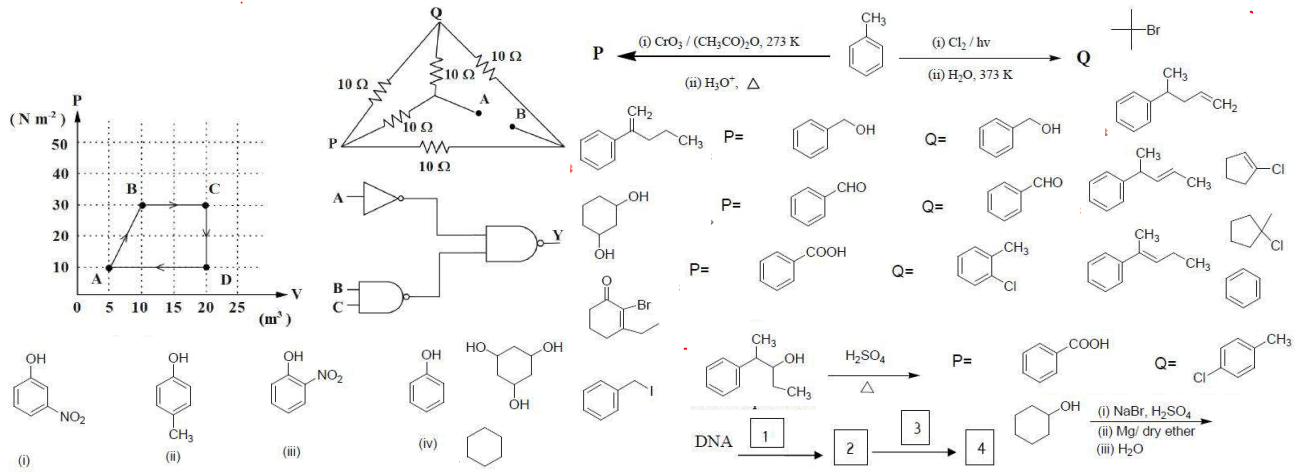 P
( N m⁻²)
50
40
30
20
10
0
5
10
15
20
25
V
(m³)
A
B
C
D
Q
10 Ω
10 Ω
10 Ω
10 Ω
10 Ω
A
B
P
A
B
C
Y
P
(i) CrO₃ / (CH₃CO)₂O, 273 K
(ii) H₃O⁺, △
CH₃
(i) Cl₂ / hv
(ii) H₂O, 373 K
Q
Br
CH₂
CH₃
P=
OH
Q=
OH
CH₃
CH₂
P=
CHO
Q=
CHO
CH₃
CH₃
Cl
OH
OH
P=
COOH
Q=
CH₃
Cl
CH₃
CH₃
Cl
O
Br
CH₃
OH
CH₃
H₂SO₄
△
P=
COOH
Q=
Cl
CH₃
OH
NO₂
(i)
OH
CH₃
(ii)
OH
NO₂
(iii)
OH
(iv)
HO
OH
OH
I
DNA
1
2
3
4
OH
(i) NaBr, H₂SO₄
(ii) Mg/ dry ether
(iii) H₂O